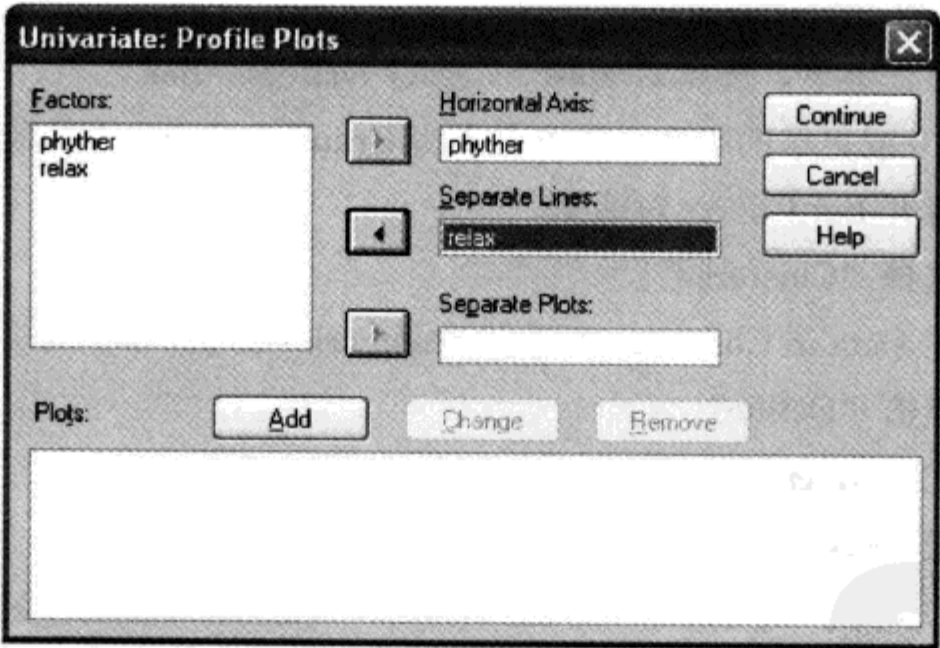 Univariate: Profile Plots
Factors:
phyther
relax
Horizontal Axis:
phyther
Separate Lines:
relax
Separate Plots:
Continue
Cancel
Help
Plots:
Add
Change
Remove